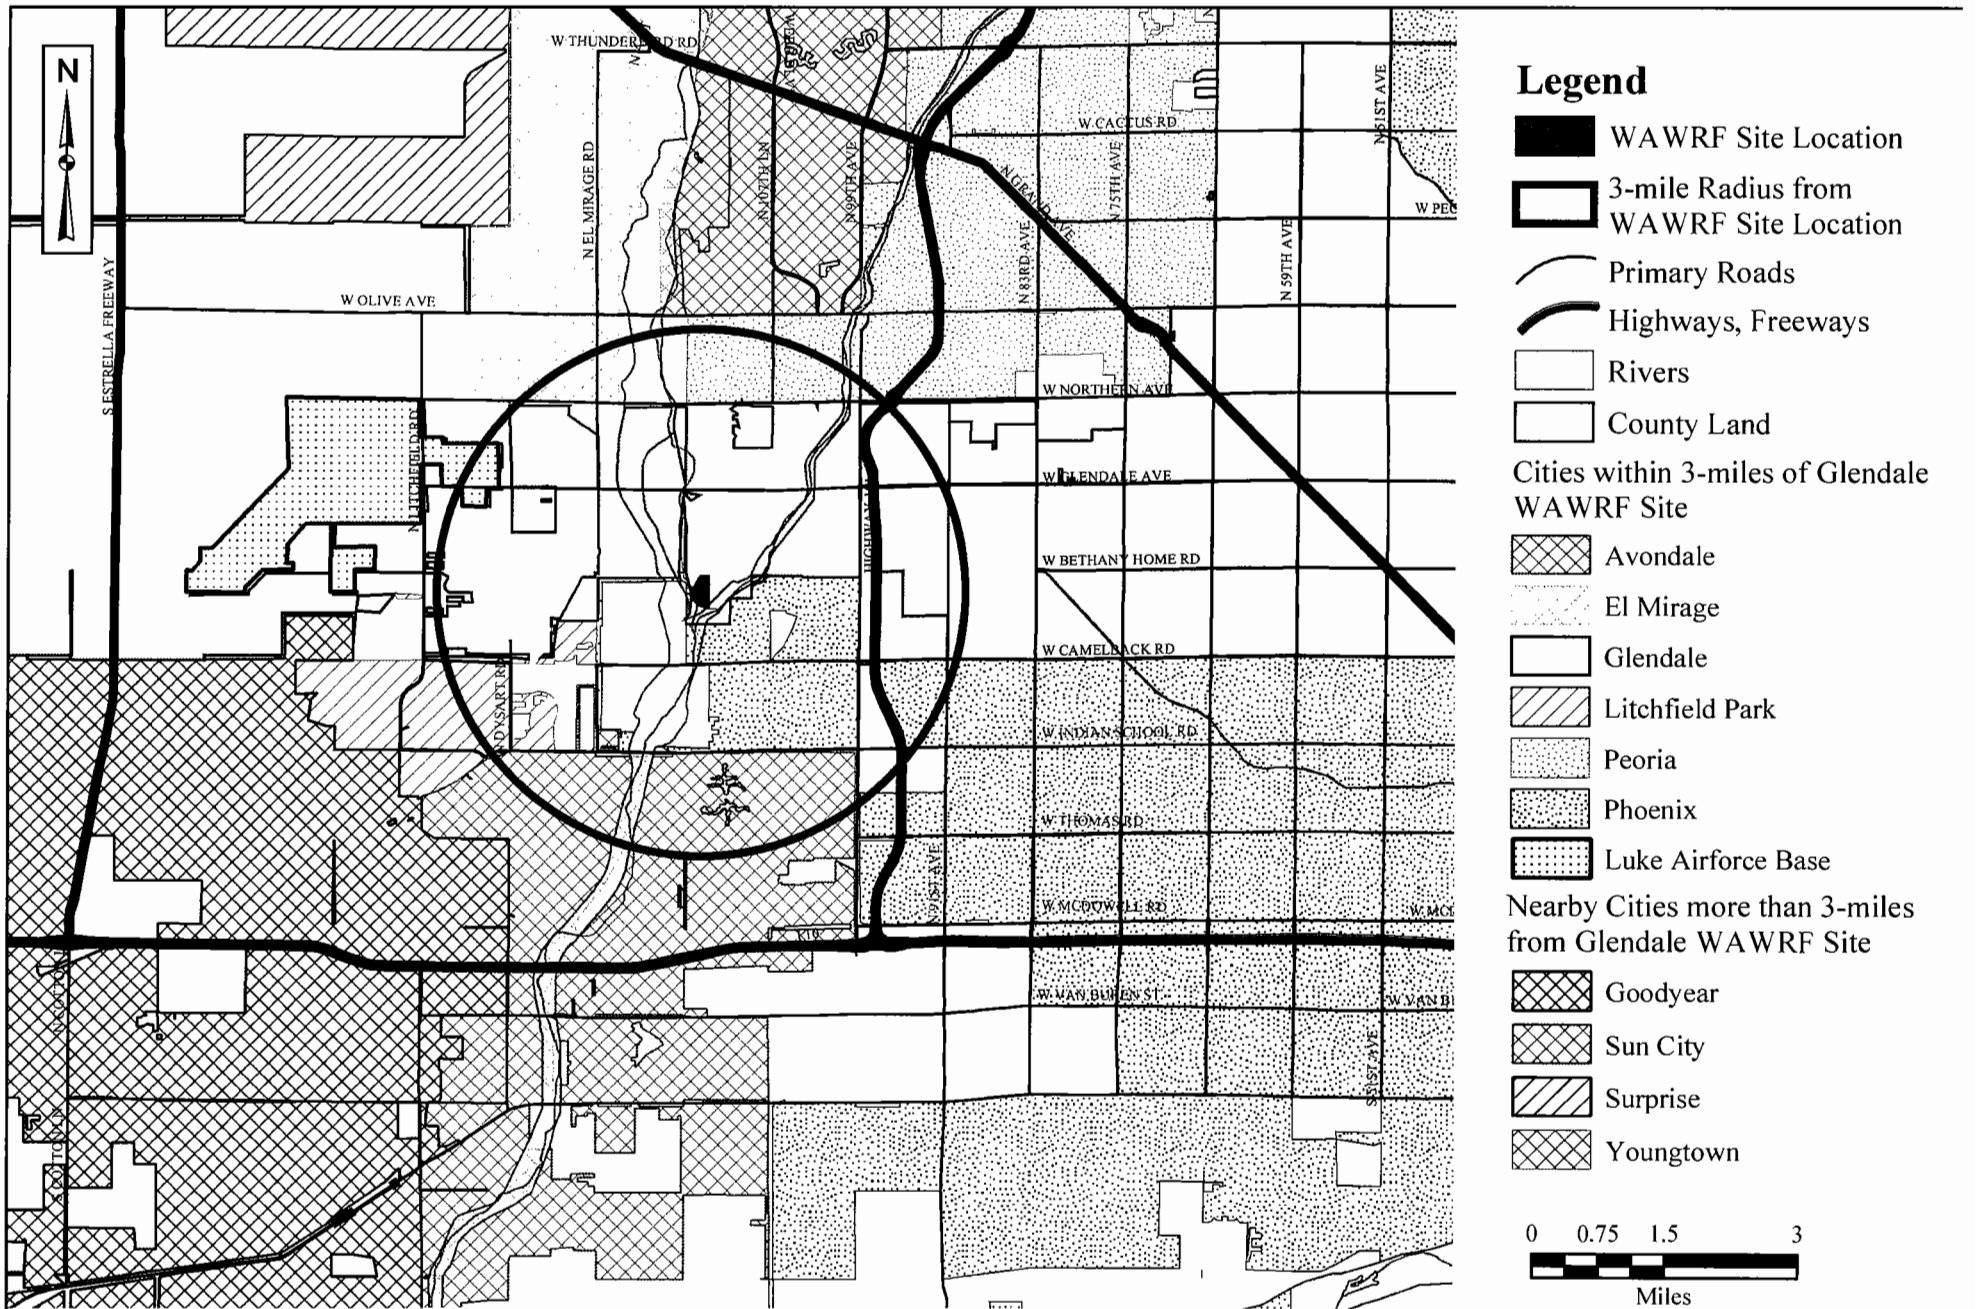 N
W THUNDERBIRD RD
N 51ST AVE
W CACTUS RD
N EL MIRAGE RD
N 107TH LN
N 99TH AVE
N GRAND AVE
N 75TH AVE
W PEO
N 83RD AVE
N 59TH AVE
S ESTRELLA FREEWAY
W OLIVE AVE
W NORTHERN AVE
N LITCHFIELD RD
W GLENDALE AVE
HIGHWAY
W BETHANY HOME RD
W CAMELBACK RD
N DYSART RD
W INDIAN SCHOOL RD
W THOMAS RD
N 91ST AVE
W MCDOWELL RD
W MC
I-10
W VAN BUREN ST
W VAN B
N COTTON L
S 51ST AVE
S COTTON LN
Legend
WAWRF Site Location
3-mile Radius from
WAWRF Site Location
Primary Roads
Highways, Freeways
Rivers
County Land
Cities within 3-miles of Glendale
WAWRF Site
Avondale
El Mirage
Glendale
Litchfield Park
Peoria
Phoenix
Luke Airforce Base
Nearby Cities more than 3-miles
from Glendale WAWRF Site
Goodyear
Sun City
Surprise
Youngtown
0 0.75 1.5 3
Miles